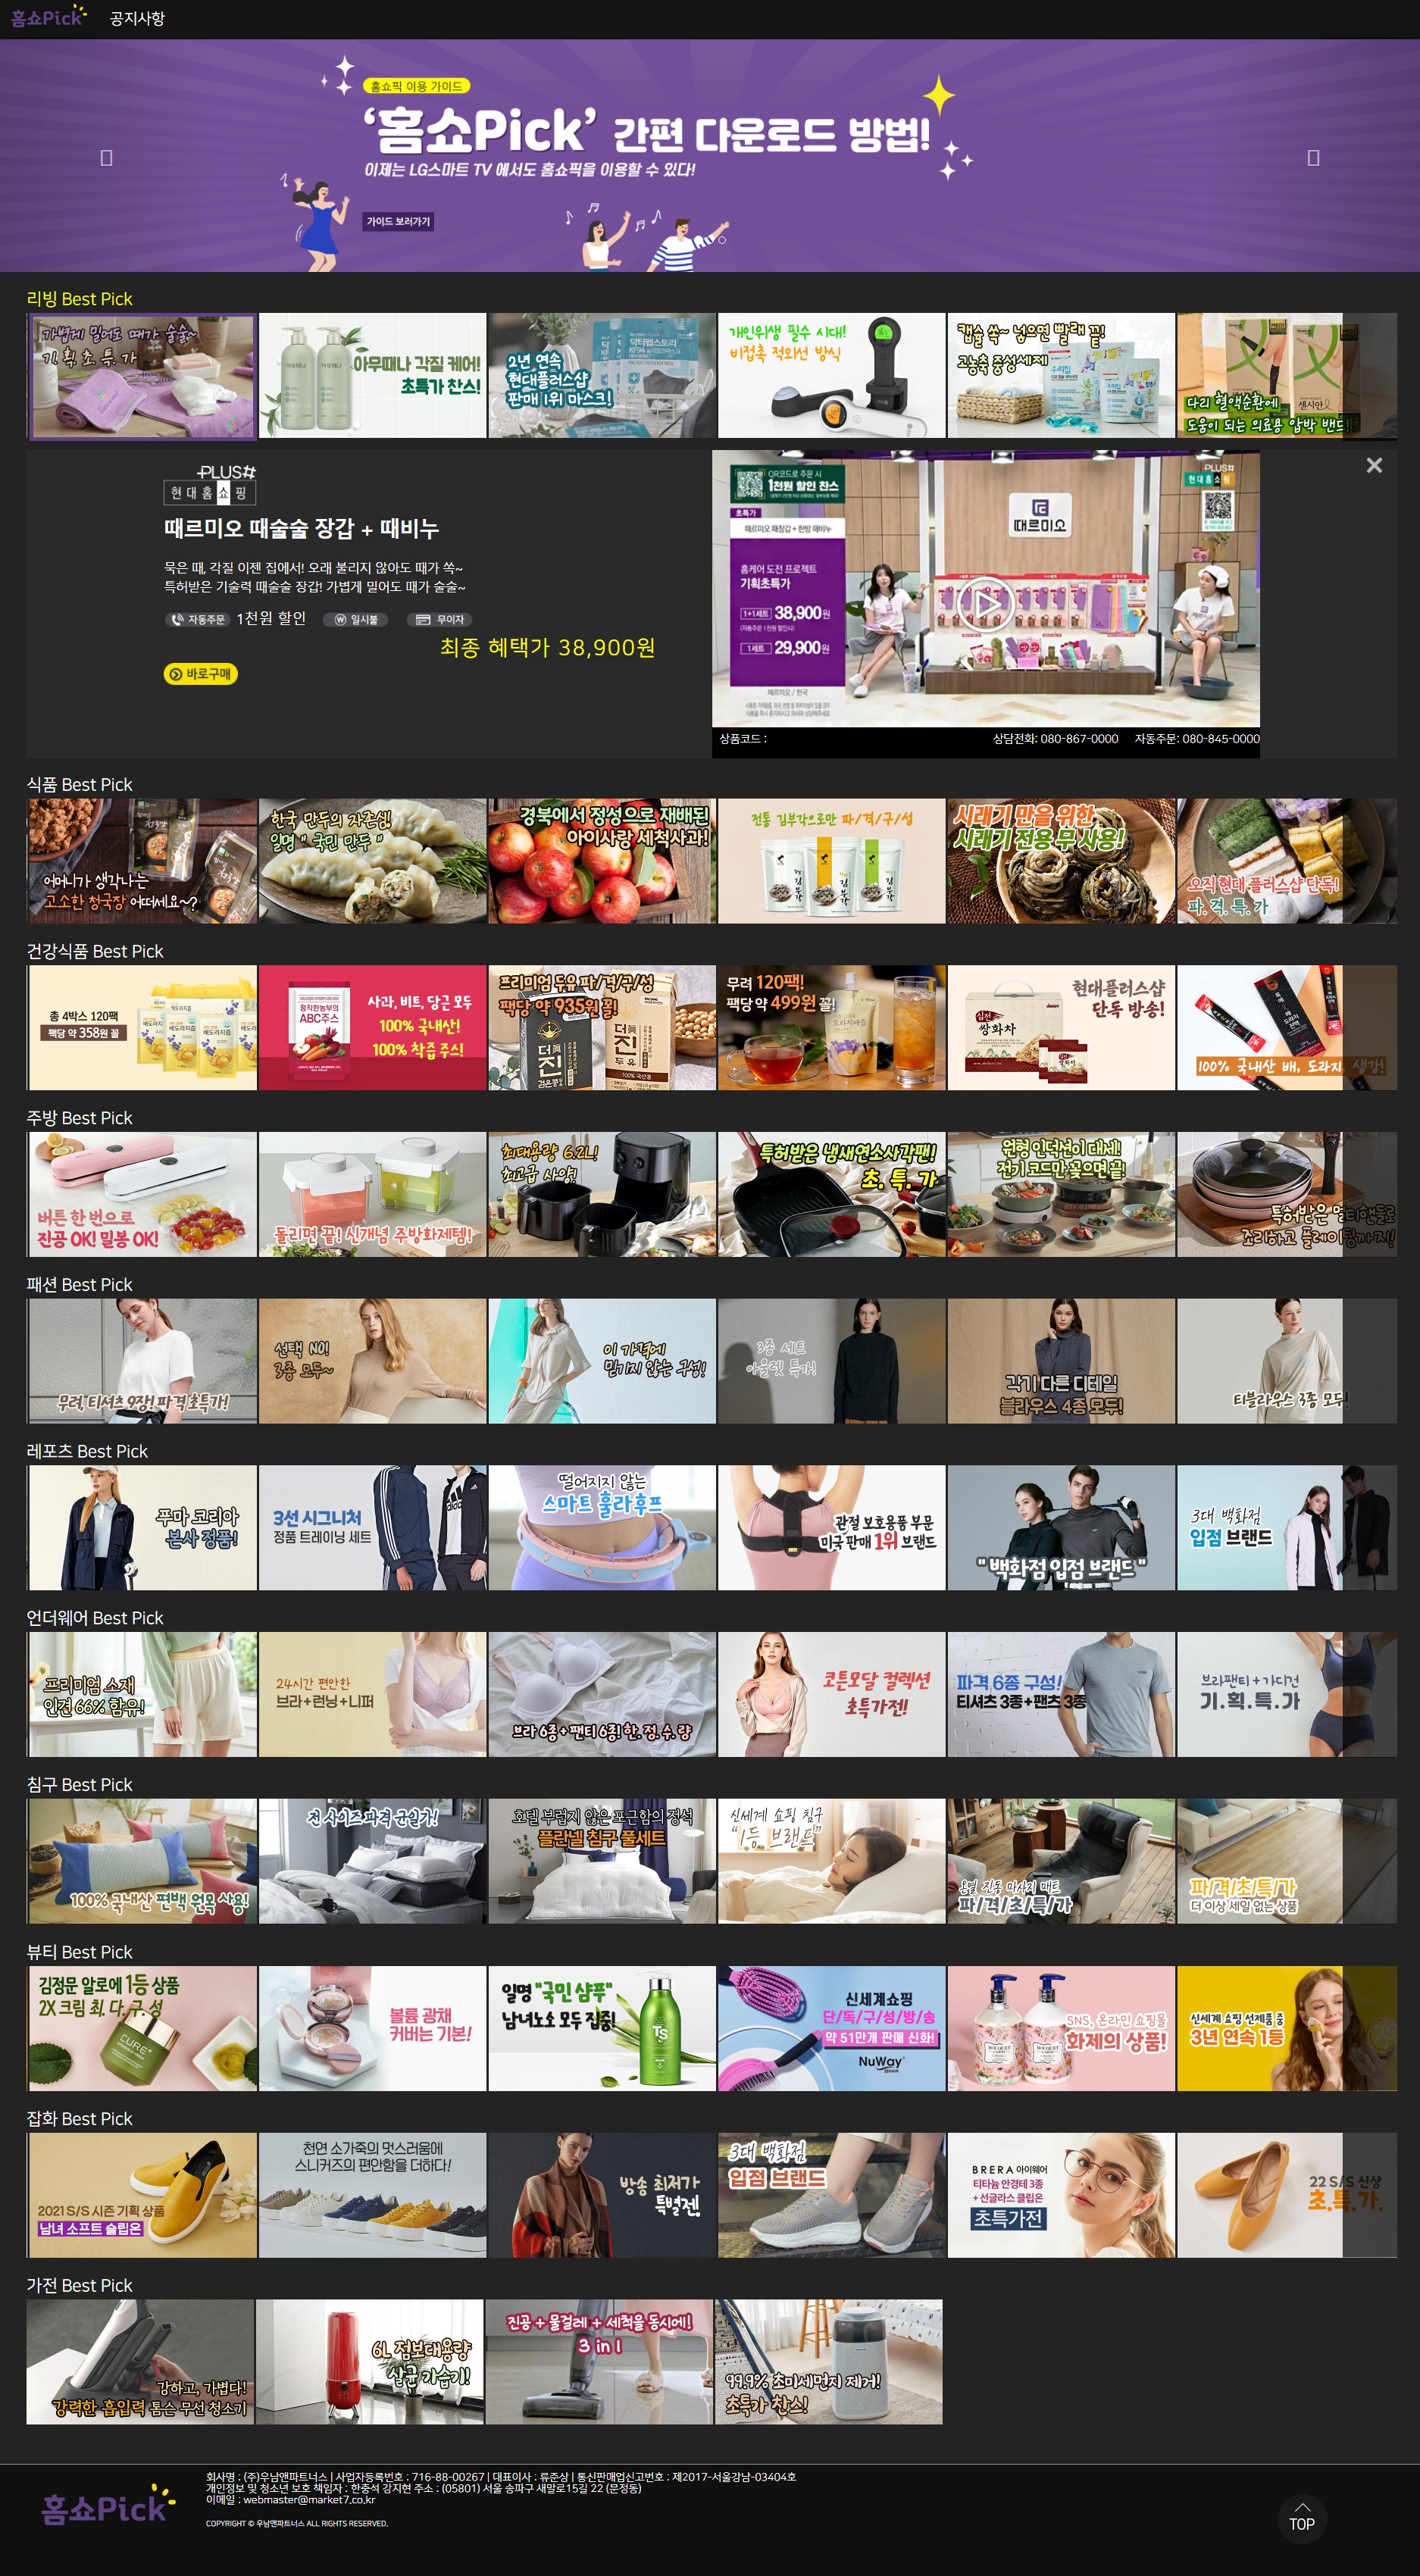 홈쇼Pick 공지사항
홈쇼픽 이용 가이드
‘홈쇼Pick’ 간편 다운로드 방법!
이제는 LG스마트 TV 에서도 홈쇼픽을 이용할 수 있다!
가이드 보러가기
리빙 Best Pick
가볍게 밀어도 때가 술술~
기획초특가
아무때나 각질 케어!
초특가 찬스!
2년 연속
현대플러스샵
판매 1위 마스크!
개인위생 필수 시대!
비접촉 적외선 방식
캡슐 쏙~ 넣으면 빨래 끝!
고농축 중성세제
다리 혈액순환에
도움이 되는 의료용 압박 밴드!
+PLUS#
현대홈쇼핑
때르미오 때술술 장갑 + 때비누
묵은 때, 각질 이젠 집에서! 오래 불리지 않아도 때가 쏙~
특허받은 기술력 때술술 장갑! 가볍게 밀어도 때가 술술~
자동주문 1천원 할인 일시불 무이자
최종 혜택가 38,900원
바로구매
QR코드로 주문 시
1천원 할인 찬스
초특가
때르미오 때장갑 + 한방 때비누
홈케어 도전 프로젝트
기획초특가
1+1세트 38,900원
(자동주문 1천원 할인시)
1세트 29,900원
때르미오 / 한국
때르미오
PLUS#
현대홈쇼핑
상품코드 :
상담전화: 080-867-0000 자동주문: 080-845-0000
식품 Best Pick
어머니가 생각나는
고소한 청국장 어떠세요~?
한국 만두의 자존심!
일명 " 국민 만두 "
경북에서 정성으로 재배된
아이사랑 세척사과!
전통 김부각으로만 파/격/구/성
시래기 만을 위한
시래기 전용 무 사용!
오직 현대 플러스샵 단독!
파. 격. 특. 가
건강식품 Best Pick
총 4박스 120팩
팩당 약 358원 꼴
정직한농부의
ABC주스
사과, 비트, 당근 모두
100% 국내산!
100% 착즙 주스!
프리미엄 두유 파/격/구/성
팩당 약 935원 꼴!
무려 120팩!
팩당 약 499원 꼴!
쌍화차
현대플러스샵
단독 방송!
100% 국내산 배, 도라지, 생강!
주방 Best Pick
버튼 한 번으로
진공 OK! 밀봉 OK!
돌리면 끝! 신개념 주방화제템!
최대용량 6.2L!
최고급 사양!
특허받은 냄새연소사각팬!
초. 특. 가
원형 인덕션이 대세!
전기 코드만 꽂으면 끝!
특허받은 멀티핸들로
조리하고 플레이팅까지!
패션 Best Pick
무려, 티셔츠 9장! 파격 초특가!
선택 NO!
3종 모두~
이 가격에
믿기지 않는 구성!
3종 세트
아울렛 특가!
각기 다른 디테일
블라우스 4종 모두!
티블라우스 3종 모두!
레포츠 Best Pick
푸마 코리아
본사 정품!
3선 시그니처
정품 트레이닝 세트
떨어지지 않는
스마트 훌라후프
관절 보호용품 부문
미국 판매 1위 브랜드
" 백화점 입점 브랜드 "
3대 백화점
입점 브랜드
언더웨어 Best Pick
프리미엄 소재
인견 66% 함유!
24시간 편안한
브라+런닝+니퍼
브라 6종 + 팬티 6종! 한. 정. 수. 량
코튼모달 컬렉션
초특가전!
파격 6종 구성!
티셔츠 3종+팬츠 3종
브라팬티 + 가디건
기.획.특.가
침구 Best Pick
100% 국내산 편백 원목 사용!
전 사이즈 파격 균일가!
호텔 부럽지 않은 포근함의 정석
플란넬 침구 풀세트
신세계 쇼핑 침구
"1등 브랜드"
온열 진동 마사지 매트
파/격/초/특/가
파/격/초/특/가
더 이상 세일 없는 상품
뷰티 Best Pick
김정문 알로에 1등 상품
2X 크림 최. 다. 구. 성
CURE+
볼륨 광채
커버는 기본!
일명 "국민 샴푸"
남녀노소 모두 집중!
TS
신세계쇼핑
단/독/구/성/방/송
약 51만개 판매 신화!
NuWay
SNS, 온라인 쇼핑몰
화제의 상품!
신세계 쇼핑 선제품 중
3년 연속 1등
잡화 Best Pick
2021 S/S 시즌 기획 상품
남녀 소프트 슬립온
천연 소가죽의 멋스러움에
스니커즈의 편안함을 더하다!
방송 최저가
특별전!
3대 백화점
입점 브랜드
BRERA 아이웨어
티타늄 안경테 3종
+ 선글라스 클립온
초특가전
22 S/S 신상
초.특.가.
가전 Best Pick
강하고, 가볍다!
강력한 흡입력 톰슨 무선 청소기
6L 점보대용량
살균 가습기!
진공 + 물걸레 + 세척을 동시에!
3 in 1
99.9% 초미세먼지 제거!
초특가 찬스!
홈쇼Pick
회사명 : (주)우남앤파트너스 | 사업자등록번호 : 716-88-00267 | 대표이사 : 류준상 | 통신판매업신고번호 : 제2017-서울강남-03404호
개인정보 및 청소년 보호 책임자 : 한충석 강지현 주소 : (05801) 서울 송파구 새말로15길 22 (문정동)
이메일 : webmaster@market7.co.kr
COPYRIGHT © 우남앤파트너스 ALL RIGHTS RESERVED.
TOP